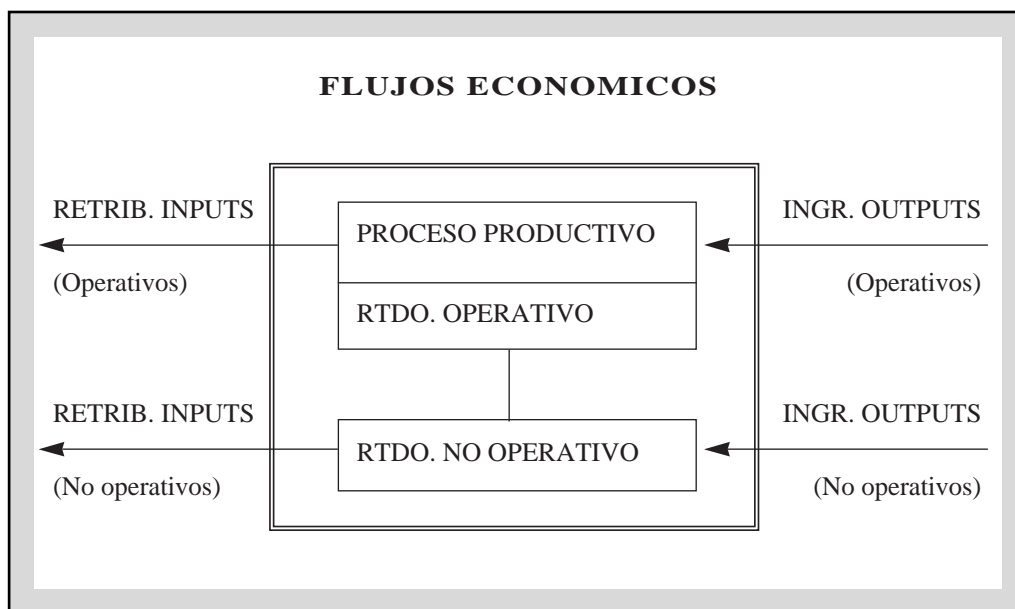 FLUJOS ECONOMICOS
RETRIB. INPUTS
(Operativos)
PROCESO PRODUCTIVO
RTDO. OPERATIVO
INGR. OUTPUTS
(Operativos)
RETRIB. INPUTS
(No operativos)
RTDO. NO OPERATIVO
INGR. OUTPUTS
(No operativos)